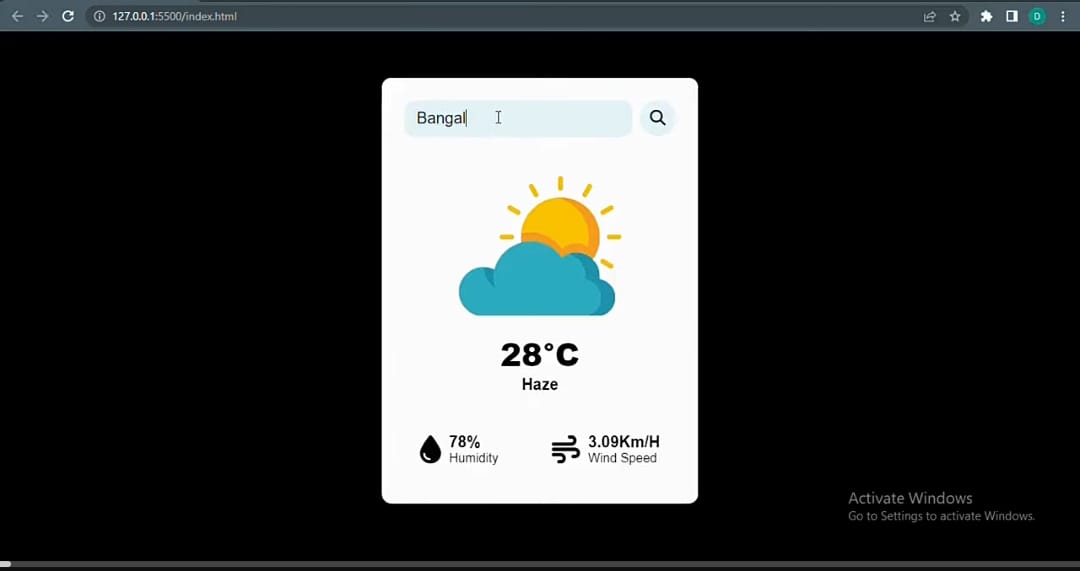 127.0.0.1:5500/index.html
D
Bangal
28°C
Haze
78%
Humidity
3.09Km/H
Wind Speed
Activate Windows
Go to Settings to activate Windows.